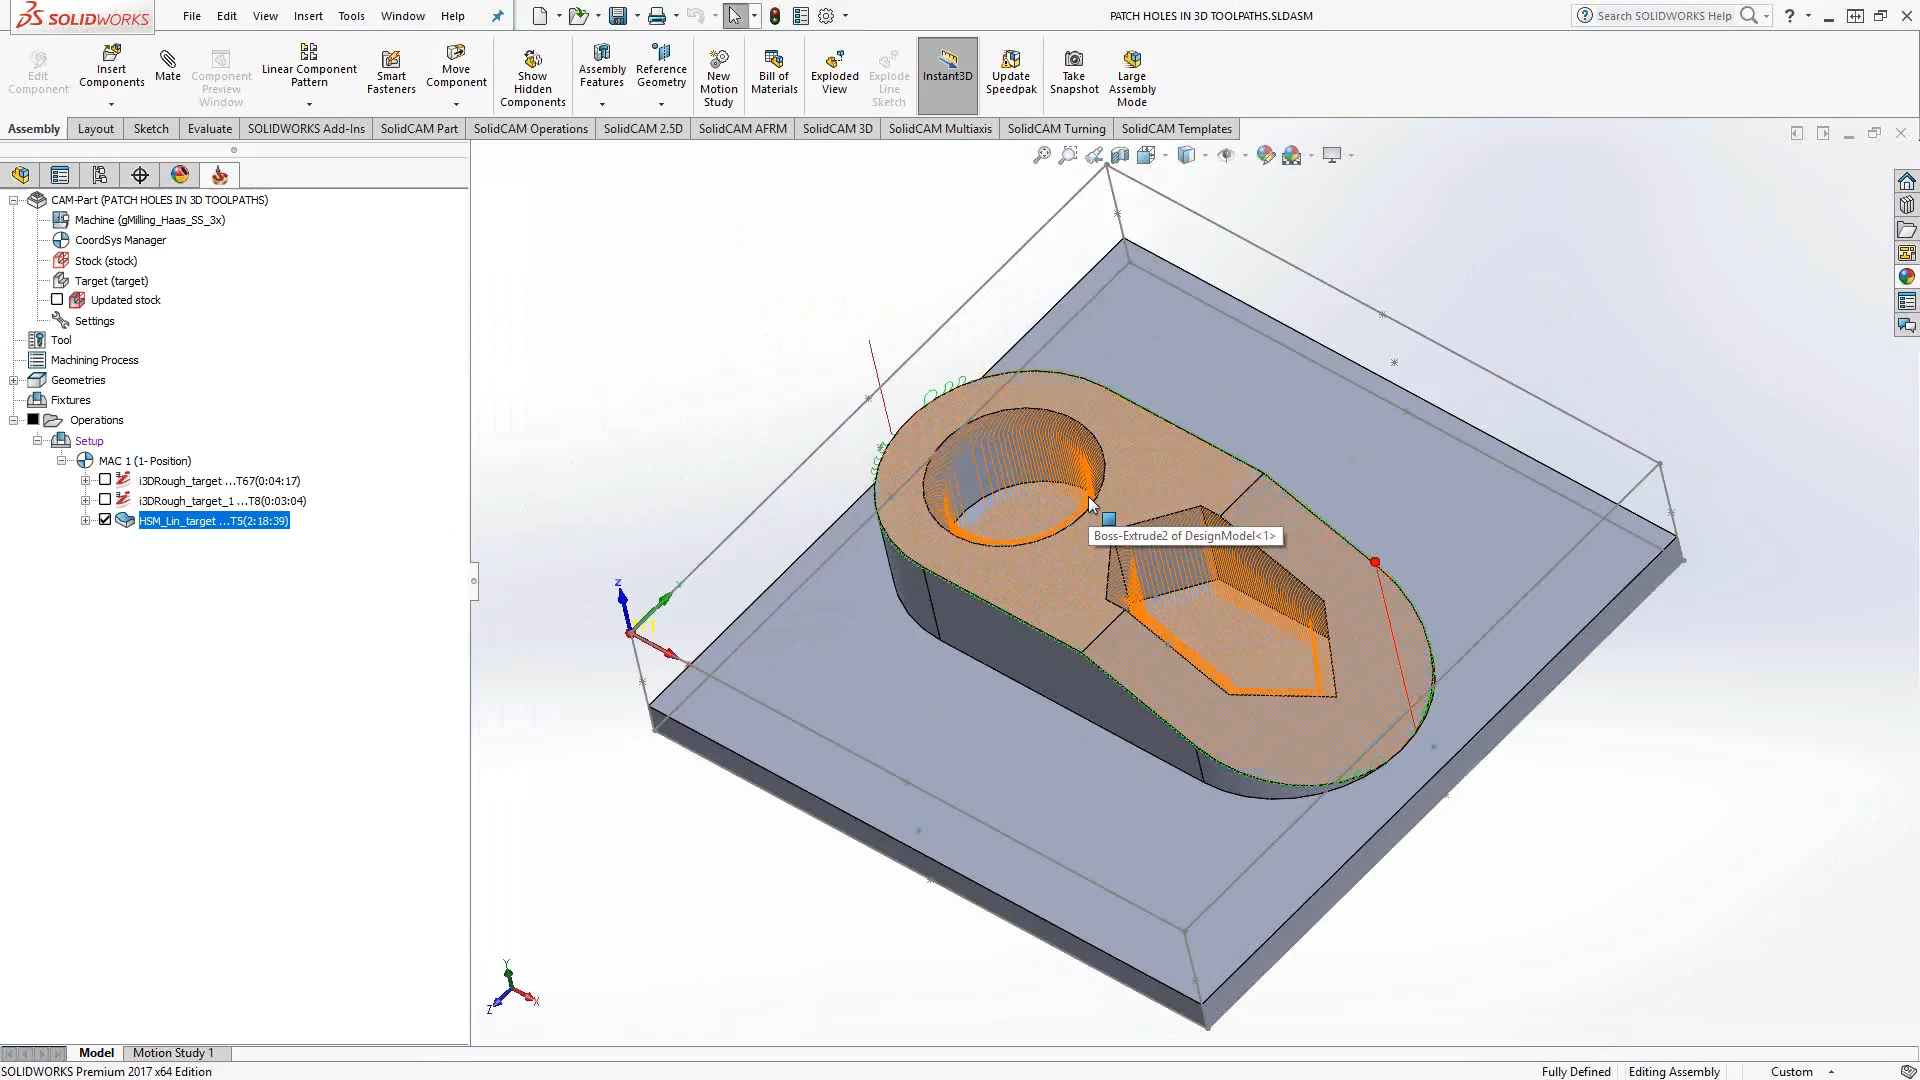 SOLIDWORKS
File Edit View Insert Tools Window Help
PATCH HOLES IN 3D TOOLPATHS.SLDASM
Search SOLIDWORKS Help
Edit Component
Insert Components
Mate
Component Preview Window
Linear Component Pattern
Smart Fasteners
Move Component
Show Hidden Components
Assembly Features
Reference Geometry
New Motion Study
Bill of Materials
Exploded View
Explode Line Sketch
Instant3D
Update Speedpak
Take Snapshot
Large Assembly Mode
Assembly Layout Sketch Evaluate SOLIDWORKS Add-Ins SolidCAM Part SolidCAM Operations SolidCAM 2.5D SolidCAM AFRM SolidCAM 3D SolidCAM Multiaxis SolidCAM Turning SolidCAM Templates
CAM-Part (PATCH HOLES IN 3D TOOLPATHS)
Machine (gMilling_Haas_SS_3x)
CoordSys Manager
Stock (stock)
Target (target)
Updated stock
Settings
Tool
Machining Process
Geometries
Fixtures
Operations
Setup
MAC 1 (1- Position)
i3DRough_target ...T67(0:04:17)
i3DRough_target_1 ...T8(0:03:04)
HSM_Lin_target ...T5(2:18:39)
Boss-Extrude2 of DesignModel<1>
Z
Y
Z X
Model Motion Study 1
SOLIDWORKS Premium 2017 x64 Edition
Fully Defined Editing Assembly Custom